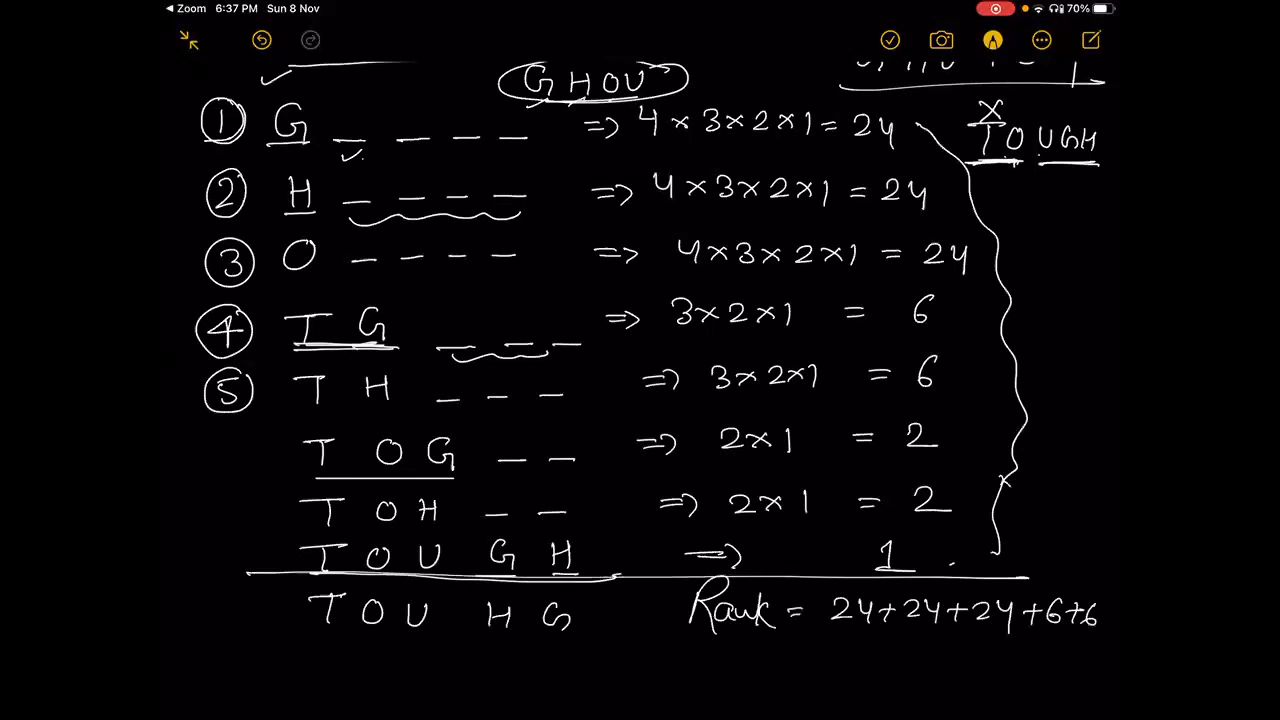 Zoom 6:37 PM Sun 8 Nov 70%
G H O U
1 G _ _ _ _ => 4 × 3 × 2 × 1 = 24
X
T O U G H
2 H _ _ _ _ => 4 × 3 × 2 × 1 = 24
3 O _ _ _ _ => 4 × 3 × 2 × 1 = 24
4 T G _ _ _ => 3 × 2 × 1 = 6
5 T H _ _ _ => 3 × 2 × 1 = 6
T O G _ _ => 2 × 1 = 2
T O H _ _ => 2 × 1 = 2
T O U G H => 1
T O U H G Rank = 24 + 24 + 24 + 6 + 6